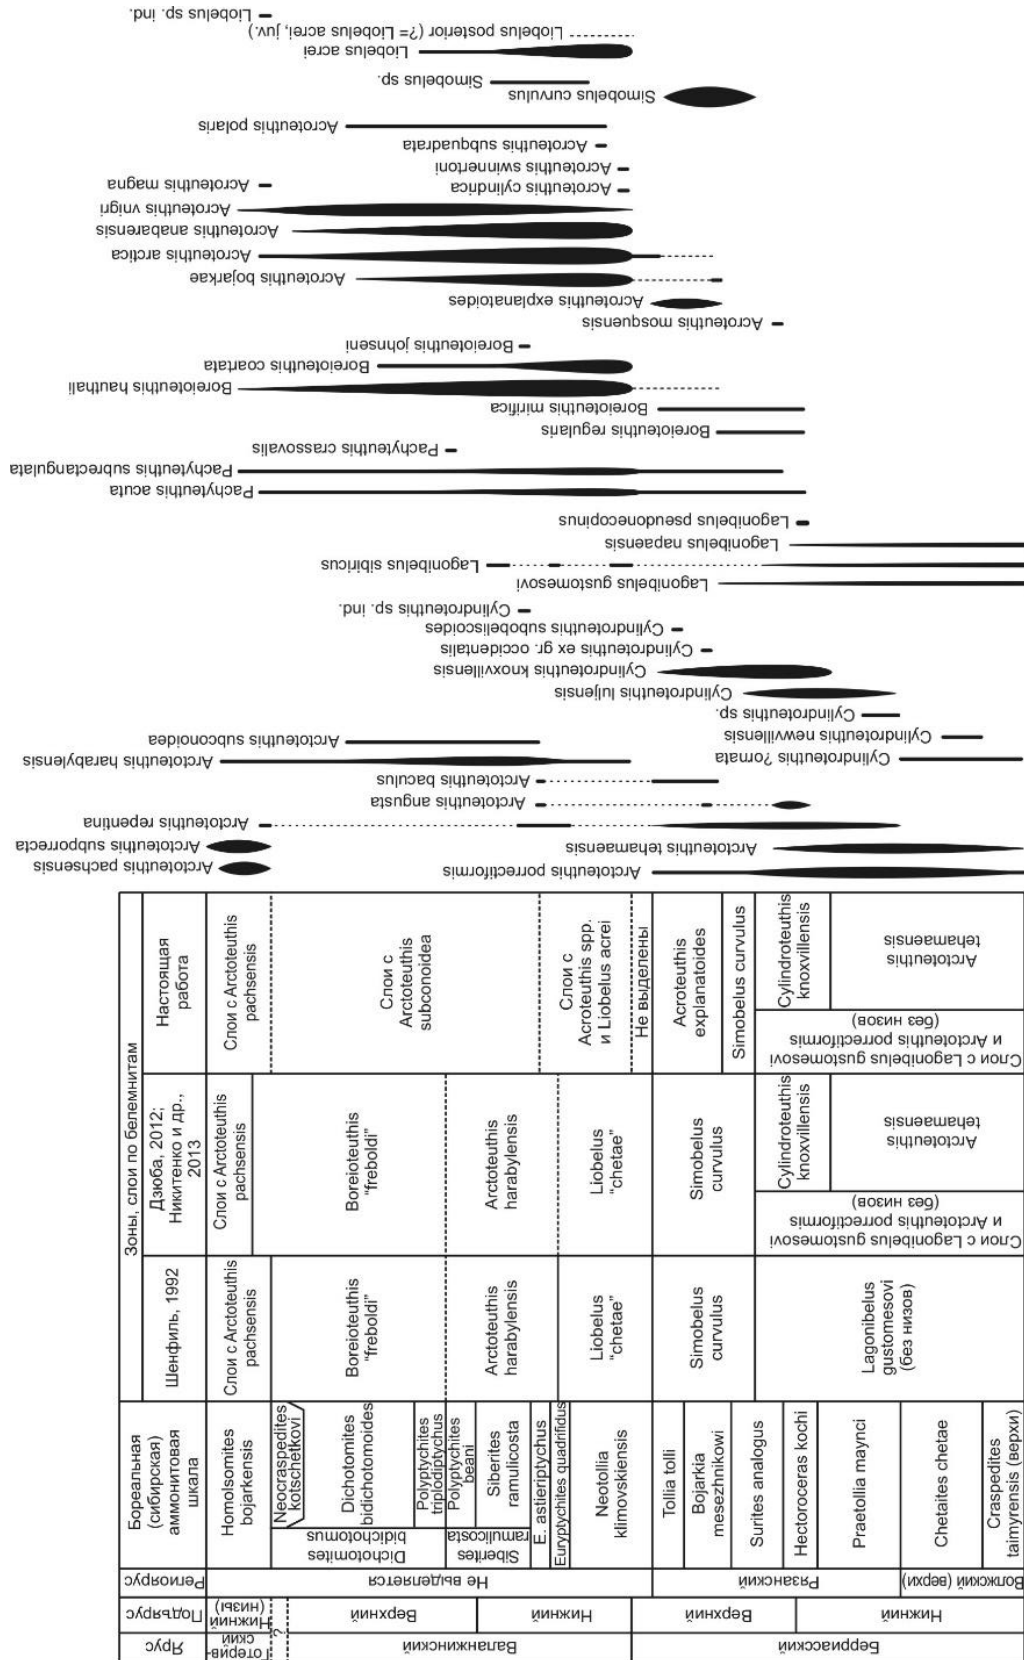 Ярус
Подъярус
Региоярус
Бореальная
(сибирская)
аммонитовая
шкала
Зоны, слои по белемнитам
Шенфиль, 1992
Дзюба, 2012;
Никитенко и др.,
2013
Настоящая
работа
Готерив-
ский
Нижний
(низы)
?
Валанжинский
Верхний
Нижний
Берриасский
Верхний
Нижний
Не выделяется
Рязанский
Волжский (верхи)
Homolsomites
bojarkensis
Dichotomites
bidichotomus
Neocraspedites
kotschetkovi
Dichotomites
bidichotomoides
Polyptychites
triplodiptychus
Siberites
ramulicosta
Polyptychites
beani
Siberites
ramulicosta
E. astieriptychus
Euryptychites quadrifidus
Neotollia
klimovskiensis
Tollia tolli
Bojarkia
mesezhnikowi
Surites analogus
Hectoroceras kochi
Praetollia maynci
Chetaites chetae
Craspedites
taimyrensis (верхи)
Слои с Arctoteuthis
pachsensis
Boreioteuthis
“freboldi”
Arctoteuthis
harabylensis
Liobelus
“chetae”
Simobelus
curvulus
Lagonibelus
gustomesovi
(без низов)
Слои с Arctoteuthis
pachsensis
Boreioteuthis
“freboldi”
Arctoteuthis
harabylensis
Liobelus
“chetae”
Simobelus
curvulus
Слои с Lagonibelus gustomesovi
и Arctoteuthis porrectiformis
(без низов)
Cylindroteuthis
knoxvillensis
Arctoteuthis
tehamaensis
Слои с Arctoteuthis
pachsensis
Слои с
Arctoteuthis
subconoidea
Слои с
Acroteuthis spp.
и Liobelus acrei
Не выделены
Acroteuthis
explanatoides
Simobelus curvulus
Слои с Lagonibelus gustomesovi
и Arctoteuthis porrectiformis
(без низов)
Cylindroteuthis
knoxvillensis
Arctoteuthis
tehamaensis
Arctoteuthis porrectiformis
Arctoteuthis pachsensis
Arctoteuthis tehamaensis
Arctoteuthis subporrecta
Arctoteuthis repentina
Arctoteuthis angusta
Arctoteuthis baculus
Cylindroteuthis ?ornata
Arctoteuthis harabylensis
Cylindroteuthis newvillensis
Arctoteuthis subconoidea
Cylindroteuthis sp.
Cylindroteuthis luljensis
Cylindroteuthis knoxvillensis
Cylindroteuthis ex gr. occidentalis
Cylindroteuthis subobeliscoides
Cylindroteuthis sp. ind.
Lagonibelus gustomesovi
Lagonibelus sibiricus
Lagonibelus napaensis
Lagonibelus pseudonecopinus
Pachyteuthis acuta
Pachyteuthis subrectangulata
Pachyteuthis crassovalis
Boreioteuthis regularis
Boreioteuthis mirifica
Boreioteuthis hauthali
Boreioteuthis coartata
Boreioteuthis johnseni
Acroteuthis mosquensis
Acroteuthis explanatoides
Acroteuthis bojarkae
Acroteuthis arctica
Acroteuthis anabarensis
Acroteuthis vnigri
Acroteuthis magna
Acroteuthis cylindrica
Acroteuthis swinnertoni
Acroteuthis subquadrata
Acroteuthis polaris
Simobelus curvulus
Simobelus sp.
Liobelus acrei
Liobelus posterior (?= Liobelus acrei, juv.)
Liobelus sp. ind.